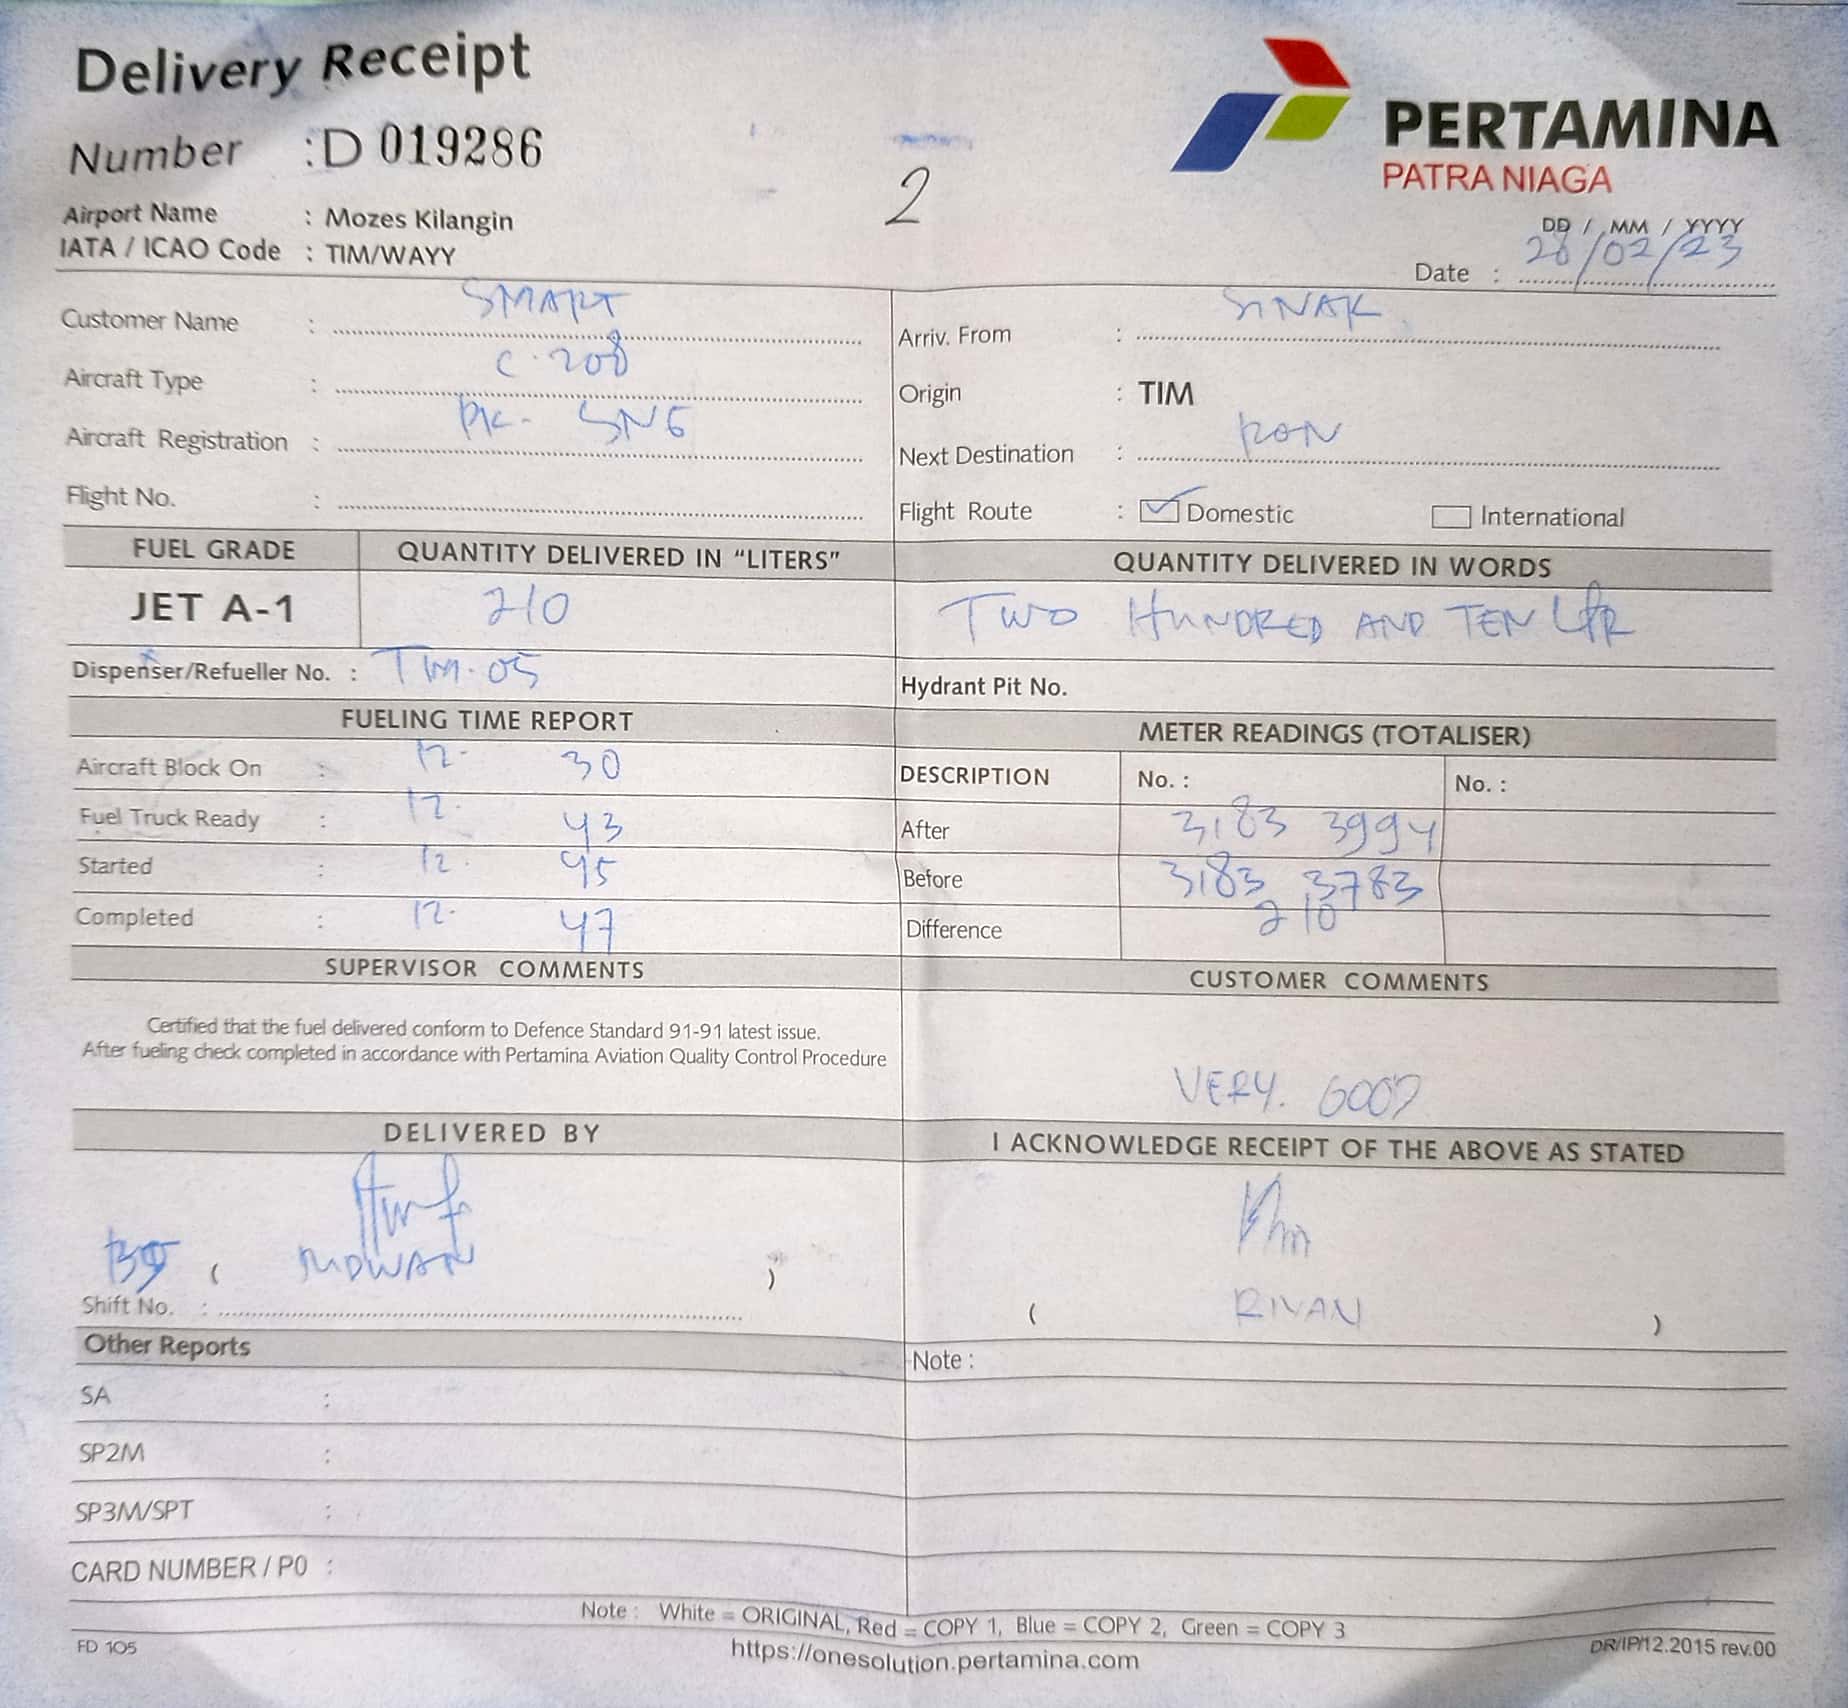 Delivery Receipt
Number : D 019286
2
PERTAMINA
PATRA NIAGA
Airport Name : Mozes Kilangin
IATA / ICAO Code : TIM/WAYY
DD / MM / YYYY
Date : 28/02/23
Customer Name : SMART
Arriv. From : SINAK
Aircraft Type : C.208
Origin : TIM
Aircraft Registration : PK-SNG
Next Destination : RON
Flight No. :
Flight Route : Domestic International
FUEL GRADE QUANTITY DELIVERED IN "LITERS" QUANTITY DELIVERED IN WORDS
JET A-1 210 TWO HUNDRED AND TEN Ltr
Dispenser/Refueller No. : TIM.05
Hydrant Pit No.
FUELING TIME REPORT METER READINGS (TOTALISER)
Aircraft Block On : 12. 30
DESCRIPTION No. : No. :
Fuel Truck Ready : 12. 43
After 3183 3994
Started : 12. 45
Before 3183 3783
Completed : 12. 47
Difference 210
SUPERVISOR COMMENTS CUSTOMER COMMENTS
Certified that the fuel delivered conform to Defence Standard 91-91 latest issue.
After fueling check completed in accordance with Pertamina Aviation Quality Control Procedure
VERY. GOOD
DELIVERED BY I ACKNOWLEDGE RECEIPT OF THE ABOVE AS STATED
( RIDWAN )
Shift No. :
( RIVAN )
Other Reports
Note :
SA :
SP2M :
SP3M/SPT :
CARD NUMBER / P0 :
Note : White = ORIGINAL, Red = COPY 1, Blue = COPY 2, Green = COPY 3
FD 105 https://onesolution.pertamina.com DR/IP/12.2015 rev.00